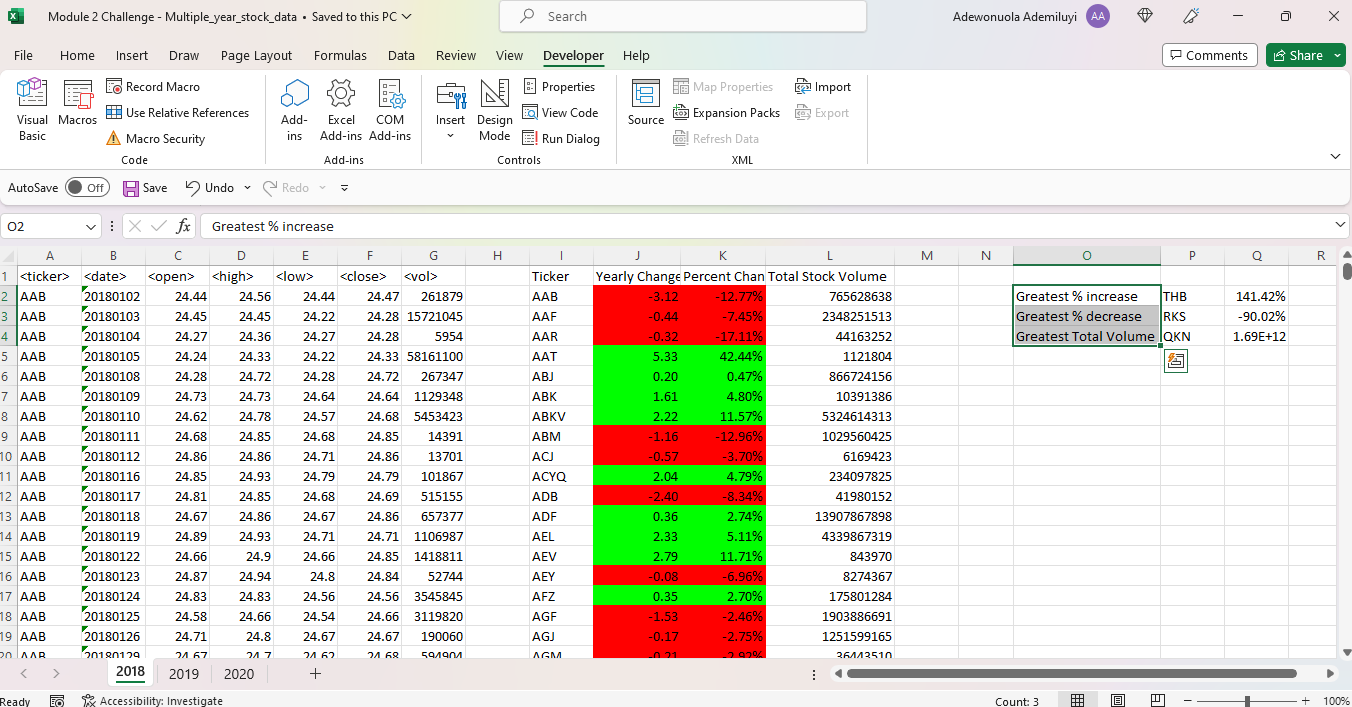 Module 2 Challenge - Multiple_year_stock_data • Saved to this PC
Search
Adewonuola Ademiluyi AA
File Home Insert Draw Page Layout Formulas Data Review View Developer Help
Comments Share
Visual Basic
Macros
Record Macro
Use Relative References
Macro Security
Code
Add-ins
Excel Add-ins
COM Add-ins
Add-ins
Insert
Design Mode
Properties
View Code
Run Dialog
Controls
Source
Map Properties
Expansion Packs
Refresh Data
Import
Export
XML
AutoSave Off Save Undo Redo
O2 fx Greatest % increase
A B C D E F G H I J K L M N O P Q R
1 <ticker> <date> <open> <high> <low> <close> <vol> Ticker Yearly Change Percent Chan Total Stock Volume
2 AAB 20180102 24.44 24.56 24.44 24.47 261879 AAB -3.12 -12.77% 765628638 Greatest % increase THB 141.42%
3 AAB 20180103 24.45 24.45 24.22 24.28 15721045 AAF -0.44 -7.45% 2348251513 Greatest % decrease RKS -90.02%
4 AAB 20180104 24.27 24.36 24.27 24.36 5954 AAR -0.32 -17.11% 44163252 Greatest Total Volume QKN 1.69E+12
5 AAB 20180105 24.24 24.33 24.22 24.33 58161100 AAT 5.33 42.44% 1121804
6 AAB 20180108 24.28 24.72 24.28 24.72 267347 ABJ 0.20 0.47% 866724156
7 AAB 20180109 24.73 24.73 24.64 24.64 1129348 ABK 1.61 4.80% 10391386
8 AAB 20180110 24.62 24.78 24.57 24.68 5453423 ABKV 2.22 11.57% 5324614313
9 AAB 20180111 24.68 24.85 24.68 24.85 14391 ABM -1.16 -12.96% 1029560425
10 AAB 20180112 24.86 24.86 24.71 24.86 13701 ACJ -0.57 -3.70% 6169423
11 AAB 20180116 24.85 24.93 24.79 24.79 101867 ACYQ 2.04 4.79% 234097825
12 AAB 20180117 24.81 24.85 24.68 24.69 515155 ADB -2.40 -8.34% 41980152
13 AAB 20180118 24.67 24.86 24.67 24.86 657377 ADF 0.36 2.74% 13907867898
14 AAB 20180119 24.89 24.93 24.71 24.71 1106987 AEL 2.33 5.11% 4339867319
15 AAB 20180122 24.66 24.9 24.66 24.85 1418811 AEV 2.79 11.71% 843970
16 AAB 20180123 24.87 24.94 24.8 24.84 52744 AEY -0.08 -6.96% 8274367
17 AAB 20180124 24.83 24.83 24.56 24.56 3545845 AFZ 0.35 2.70% 175801284
18 AAB 20180125 24.58 24.66 24.54 24.66 3119820 AGF -1.53 -2.46% 1903886691
19 AAB 20180126 24.71 24.8 24.67 24.67 190060 AGJ -0.17 -2.75% 1251599165
20 AAB 20180129 24.67 24.7 24.62 24.68 594904 AGM -0.21 -2.92% 36443510
2018 2019 2020
Ready Accessibility: Investigate Count: 3 100%